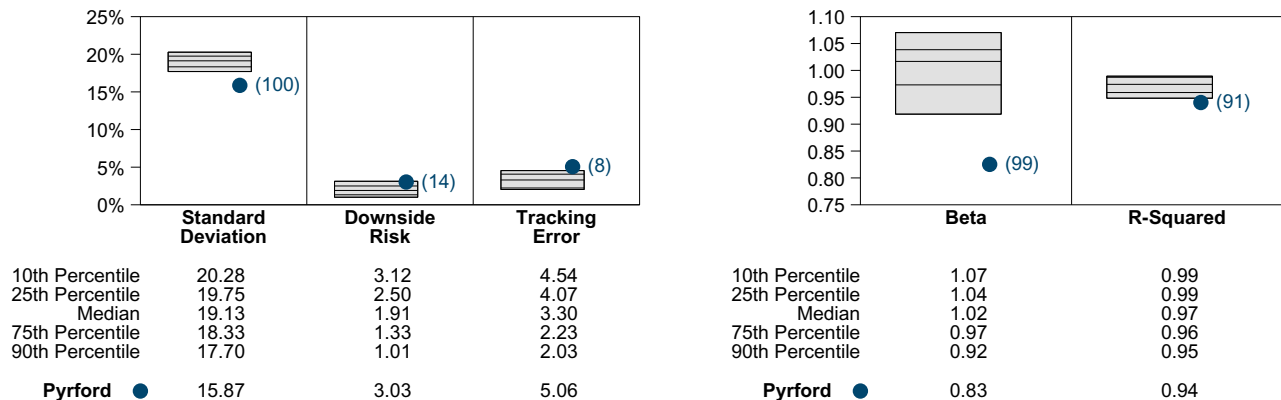 25%
20%
15%
10%
5%
0%
(100)
(14)
(8)
Standard Deviation
Downside Risk
Tracking Error
10th Percentile 20.28 3.12 4.54
25th Percentile 19.75 2.50 4.07
Median 19.13 1.91 3.30
75th Percentile 18.33 1.33 2.23
90th Percentile 17.70 1.01 2.03
Pyrford 15.87 3.03 5.06
1.10
1.05
1.00
0.95
0.90
0.85
0.80
0.75
(99)
(91)
Beta
R-Squared
10th Percentile 1.07 0.99
25th Percentile 1.04 0.99
Median 1.02 0.97
75th Percentile 0.97 0.96
90th Percentile 0.92 0.95
Pyrford 0.83 0.94